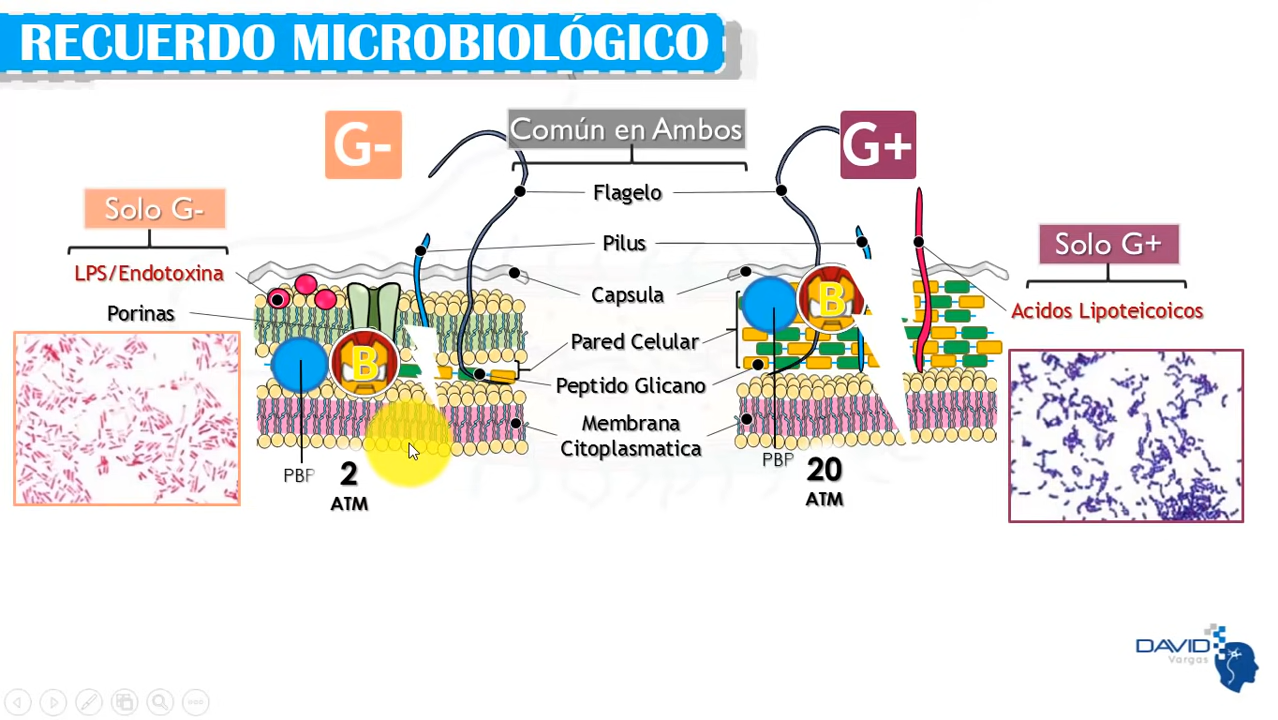 RECUERDO MICROBIOLÓGICO
G-
Común en Ambos
G+
Solo G-
Flagelo
Solo G+
Pilus
LPS/Endotoxina
Porinas
Capsula
Acidos Lipoteicoicos
Pared Celular
B
B
Peptido Glicano
Membrana
Citoplasmatica
PBP
2
ATM
PBP
20
ATM
DAVID
Vargas